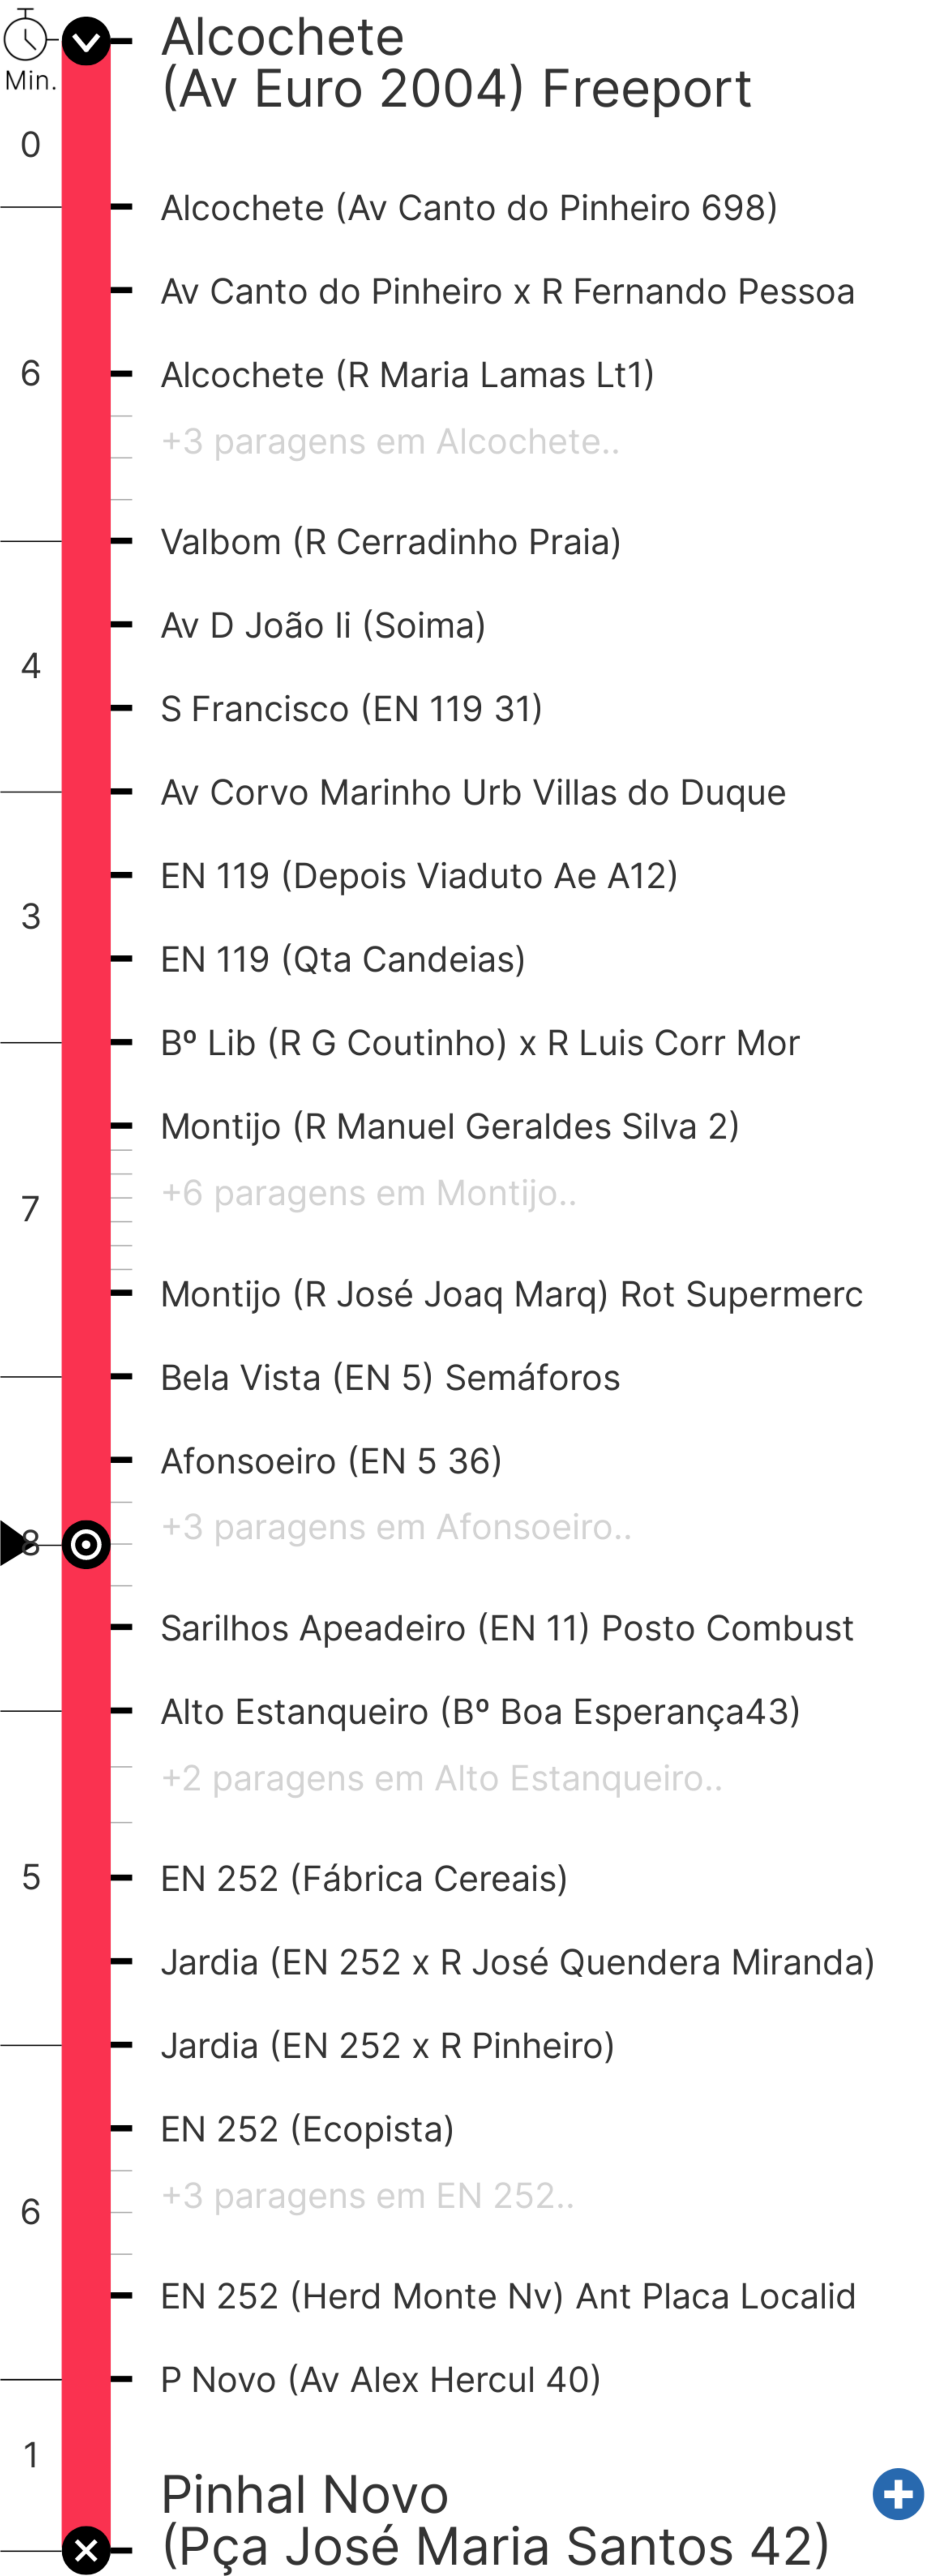 Alcochete
(Av Euro 2004) Freeport
Min.
0
Alcochete (Av Canto do Pinheiro 698)
Av Canto do Pinheiro x R Fernando Pessoa
6
Alcochete (R Maria Lamas Lt1)
+3 paragens em Alcochete..
Valbom (R Cerradinho Praia)
Av D João Ii (Soima)
4
S Francisco (EN 119 31)
Av Corvo Marinho Urb Villas do Duque
EN 119 (Depois Viaduto Ae A12)
3
EN 119 (Qta Candeias)
Bº Lib (R G Coutinho) x R Luis Corr Mor
Montijo (R Manuel Geraldes Silva 2)
+6 paragens em Montijo..
7
Montijo (R José Joaq Marq) Rot Supermerc
Bela Vista (EN 5) Semáforos
Afonsoeiro (EN 5 36)
+3 paragens em Afonsoeiro..
8
Sarilhos Apeadeiro (EN 11) Posto Combust
Alto Estanqueiro (Bº Boa Esperança43)
+2 paragens em Alto Estanqueiro..
5
EN 252 (Fábrica Cereais)
Jardia (EN 252 x R José Quendera Miranda)
Jardia (EN 252 x R Pinheiro)
EN 252 (Ecopista)
+3 paragens em EN 252..
6
EN 252 (Herd Monte Nv) Ant Placa Localid
P Novo (Av Alex Hercul 40)
1
Pinhal Novo
(Pça José Maria Santos 42)